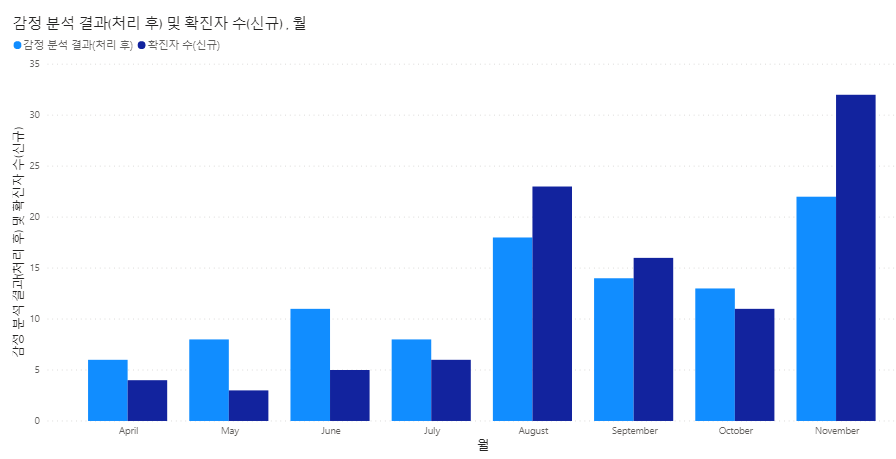 감정 분석 결과(처리 후) 및 확진자 수(신규) , 월
감정 분석 결과(처리 후) 확진자 수(신규)
감정 분석 결과(처리 후) 및 확진자 수(신규)
35
30
25
20
15
10
5
0
April May June July August September October November
월